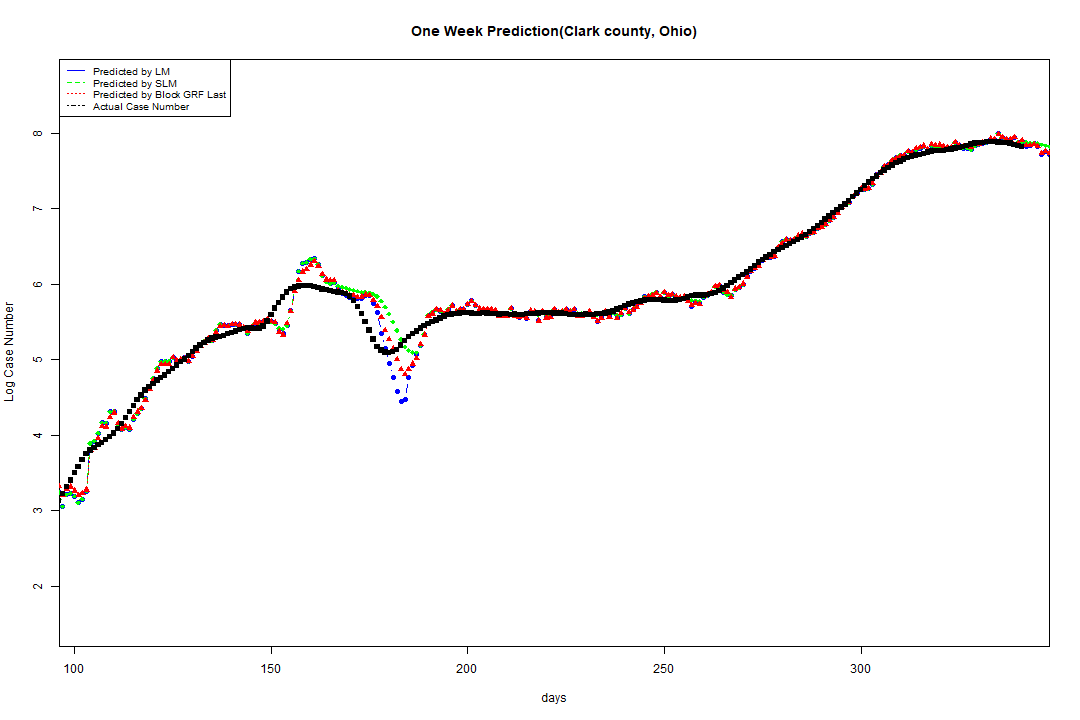 One Week Prediction(Clark county, Ohio)
Predicted by LM
Predicted by SLM
Predicted by Block GRF Last
Actual Case Number
8
7
6
5
4
3
2
Log Case Number
100 150 200 250 300
days